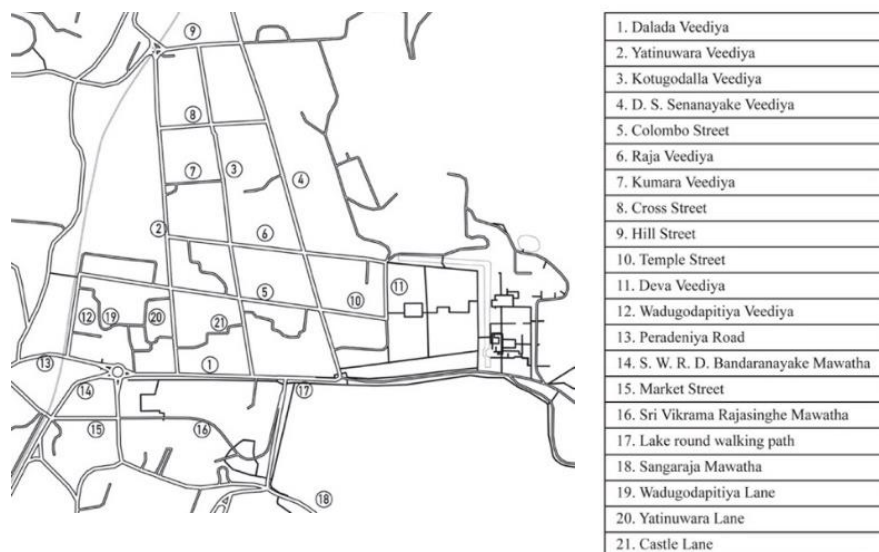 9
8
3
7
4
2
6
11
5
10
12
19
20
21
13
1
14
17
15
16
18
1. Dalada Veediya
2. Yatinuwara Veediya
3. Kotugodalla Veediya
4. D. S. Senanayake Veediya
5. Colombo Street
6. Raja Veediya
7. Kumara Veediya
8. Cross Street
9. Hill Street
10. Temple Street
11. Deva Veediya
12. Wadugodapitiya Veediya
13. Peradeniya Road
14. S. W. R. D. Bandaranayake Mawatha
15. Market Street
16. Sri Vikrama Rajasinghe Mawatha
17. Lake round walking path
18. Sangaraja Mawatha
19. Wadugodapitiya Lane
20. Yatinuwara Lane
21. Castle Lane